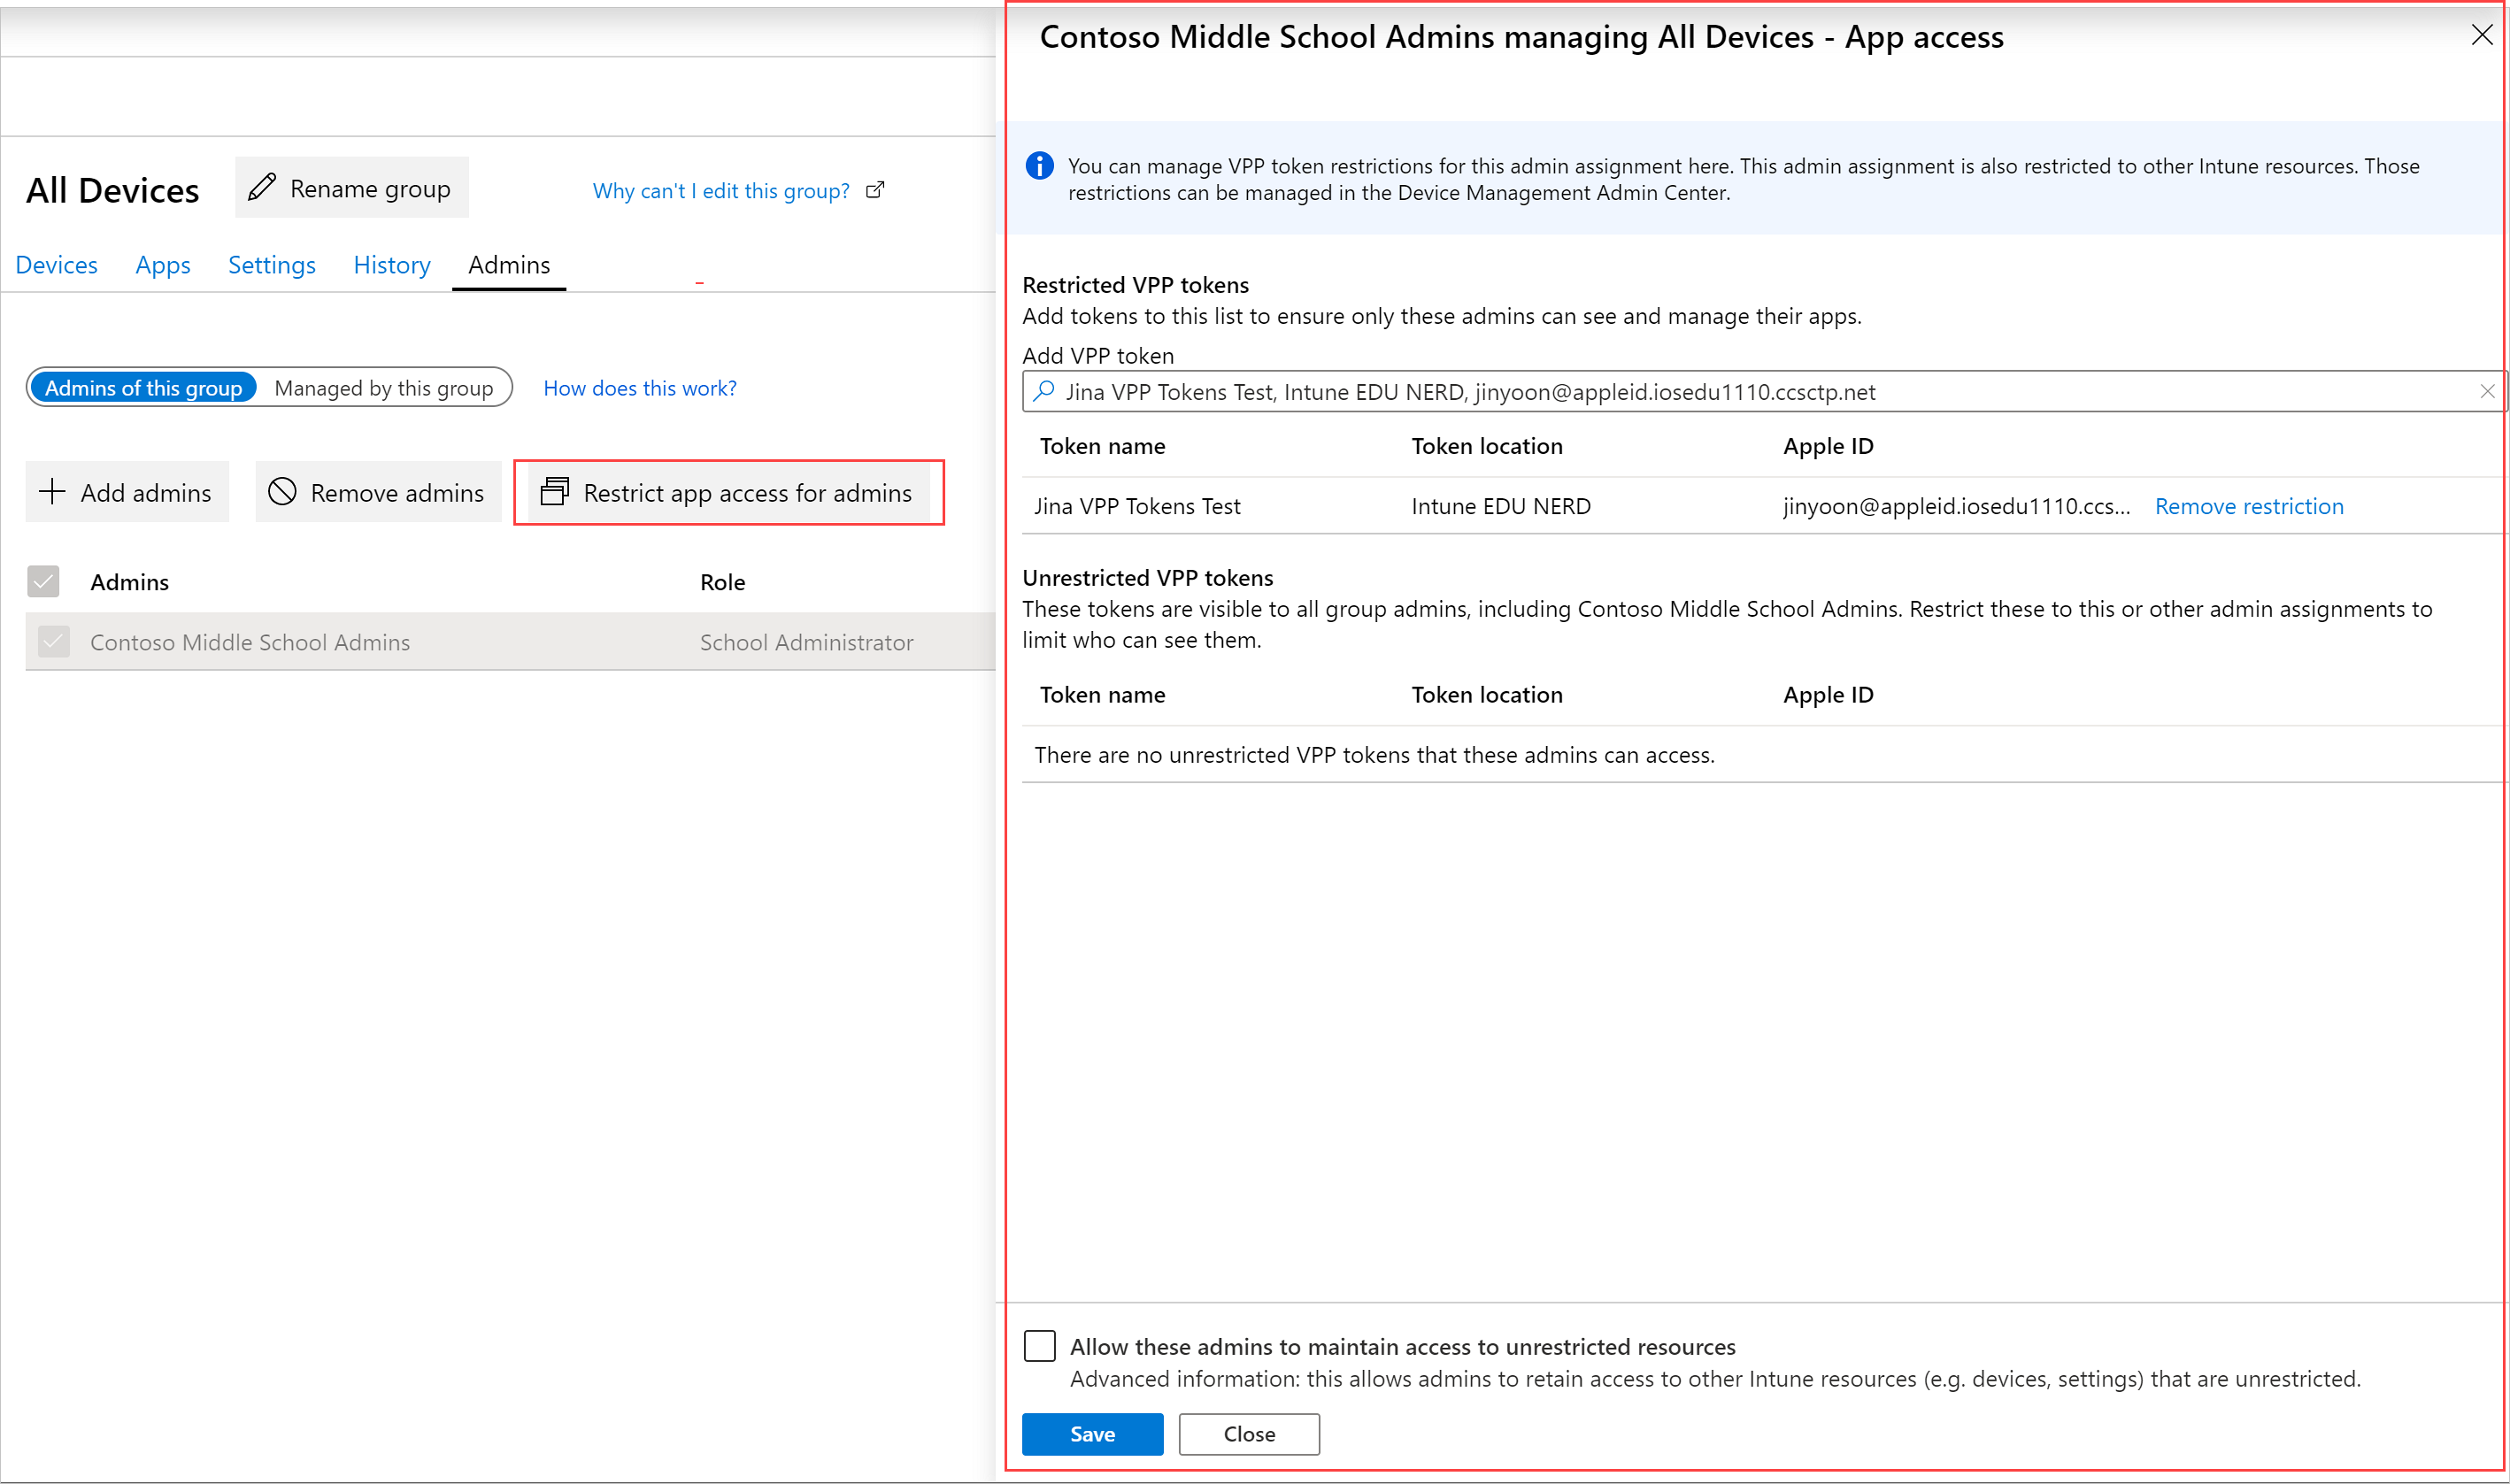 Contoso Middle School Admins managing All Devices - App access
You can manage VPP token restrictions for this admin assignment here. This admin assignment is also restricted to other Intune resources. Those
restrictions can be managed in the Device Management Admin Center.
All Devices
Rename group
Why can't I edit this group?
Devices Apps Settings History Admins
Admins of this group Managed by this group How does this work?
Add admins Remove admins Restrict app access for admins
Admins Role
Contoso Middle School Admins School Administrator
Restricted VPP tokens
Add tokens to this list to ensure only these admins can see and manage their apps.
Add VPP token
Jina VPP Tokens Test, Intune EDU NERD, jinyoon@appleid.iosedu1110.ccsctp.net
Token name Token location Apple ID
Jina VPP Tokens Test Intune EDU NERD jinyoon@appleid.iosedu1110.ccs... Remove restriction
Unrestricted VPP tokens
These tokens are visible to all group admins, including Contoso Middle School Admins. Restrict these to this or other admin assignments to
limit who can see them.
Token name Token location Apple ID
There are no unrestricted VPP tokens that these admins can access.
Allow these admins to maintain access to unrestricted resources
Advanced information: this allows admins to retain access to other Intune resources (e.g. devices, settings) that are unrestricted.
Save Close